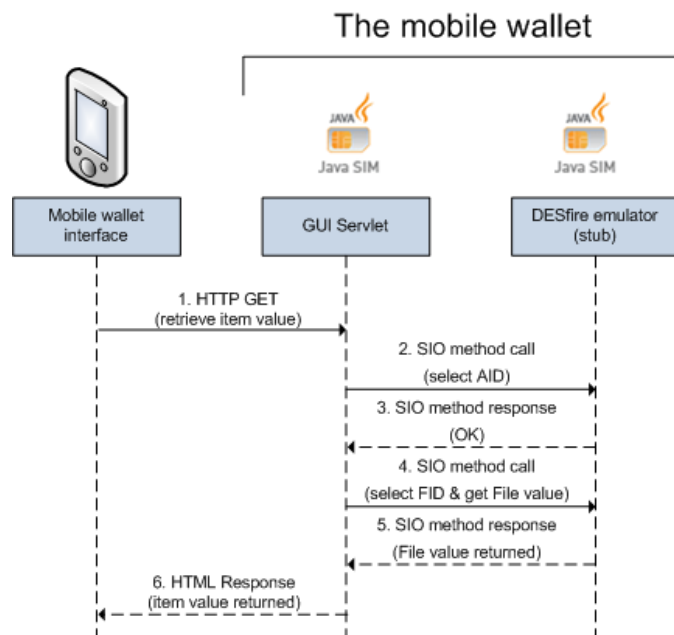 The mobile wallet
JAVA
Java SIM
JAVA
Java SIM
Mobile wallet
interface
GUI Servlet
DESfire emulator
(stub)
1. HTTP GET
(retrieve item value)
2. SIO method call
(select AID)
3. SIO method response
(OK)
4. SIO method call
(select FID & get File value)
5. SIO method response
(File value returned)
6. HTML Response
(item value returned)